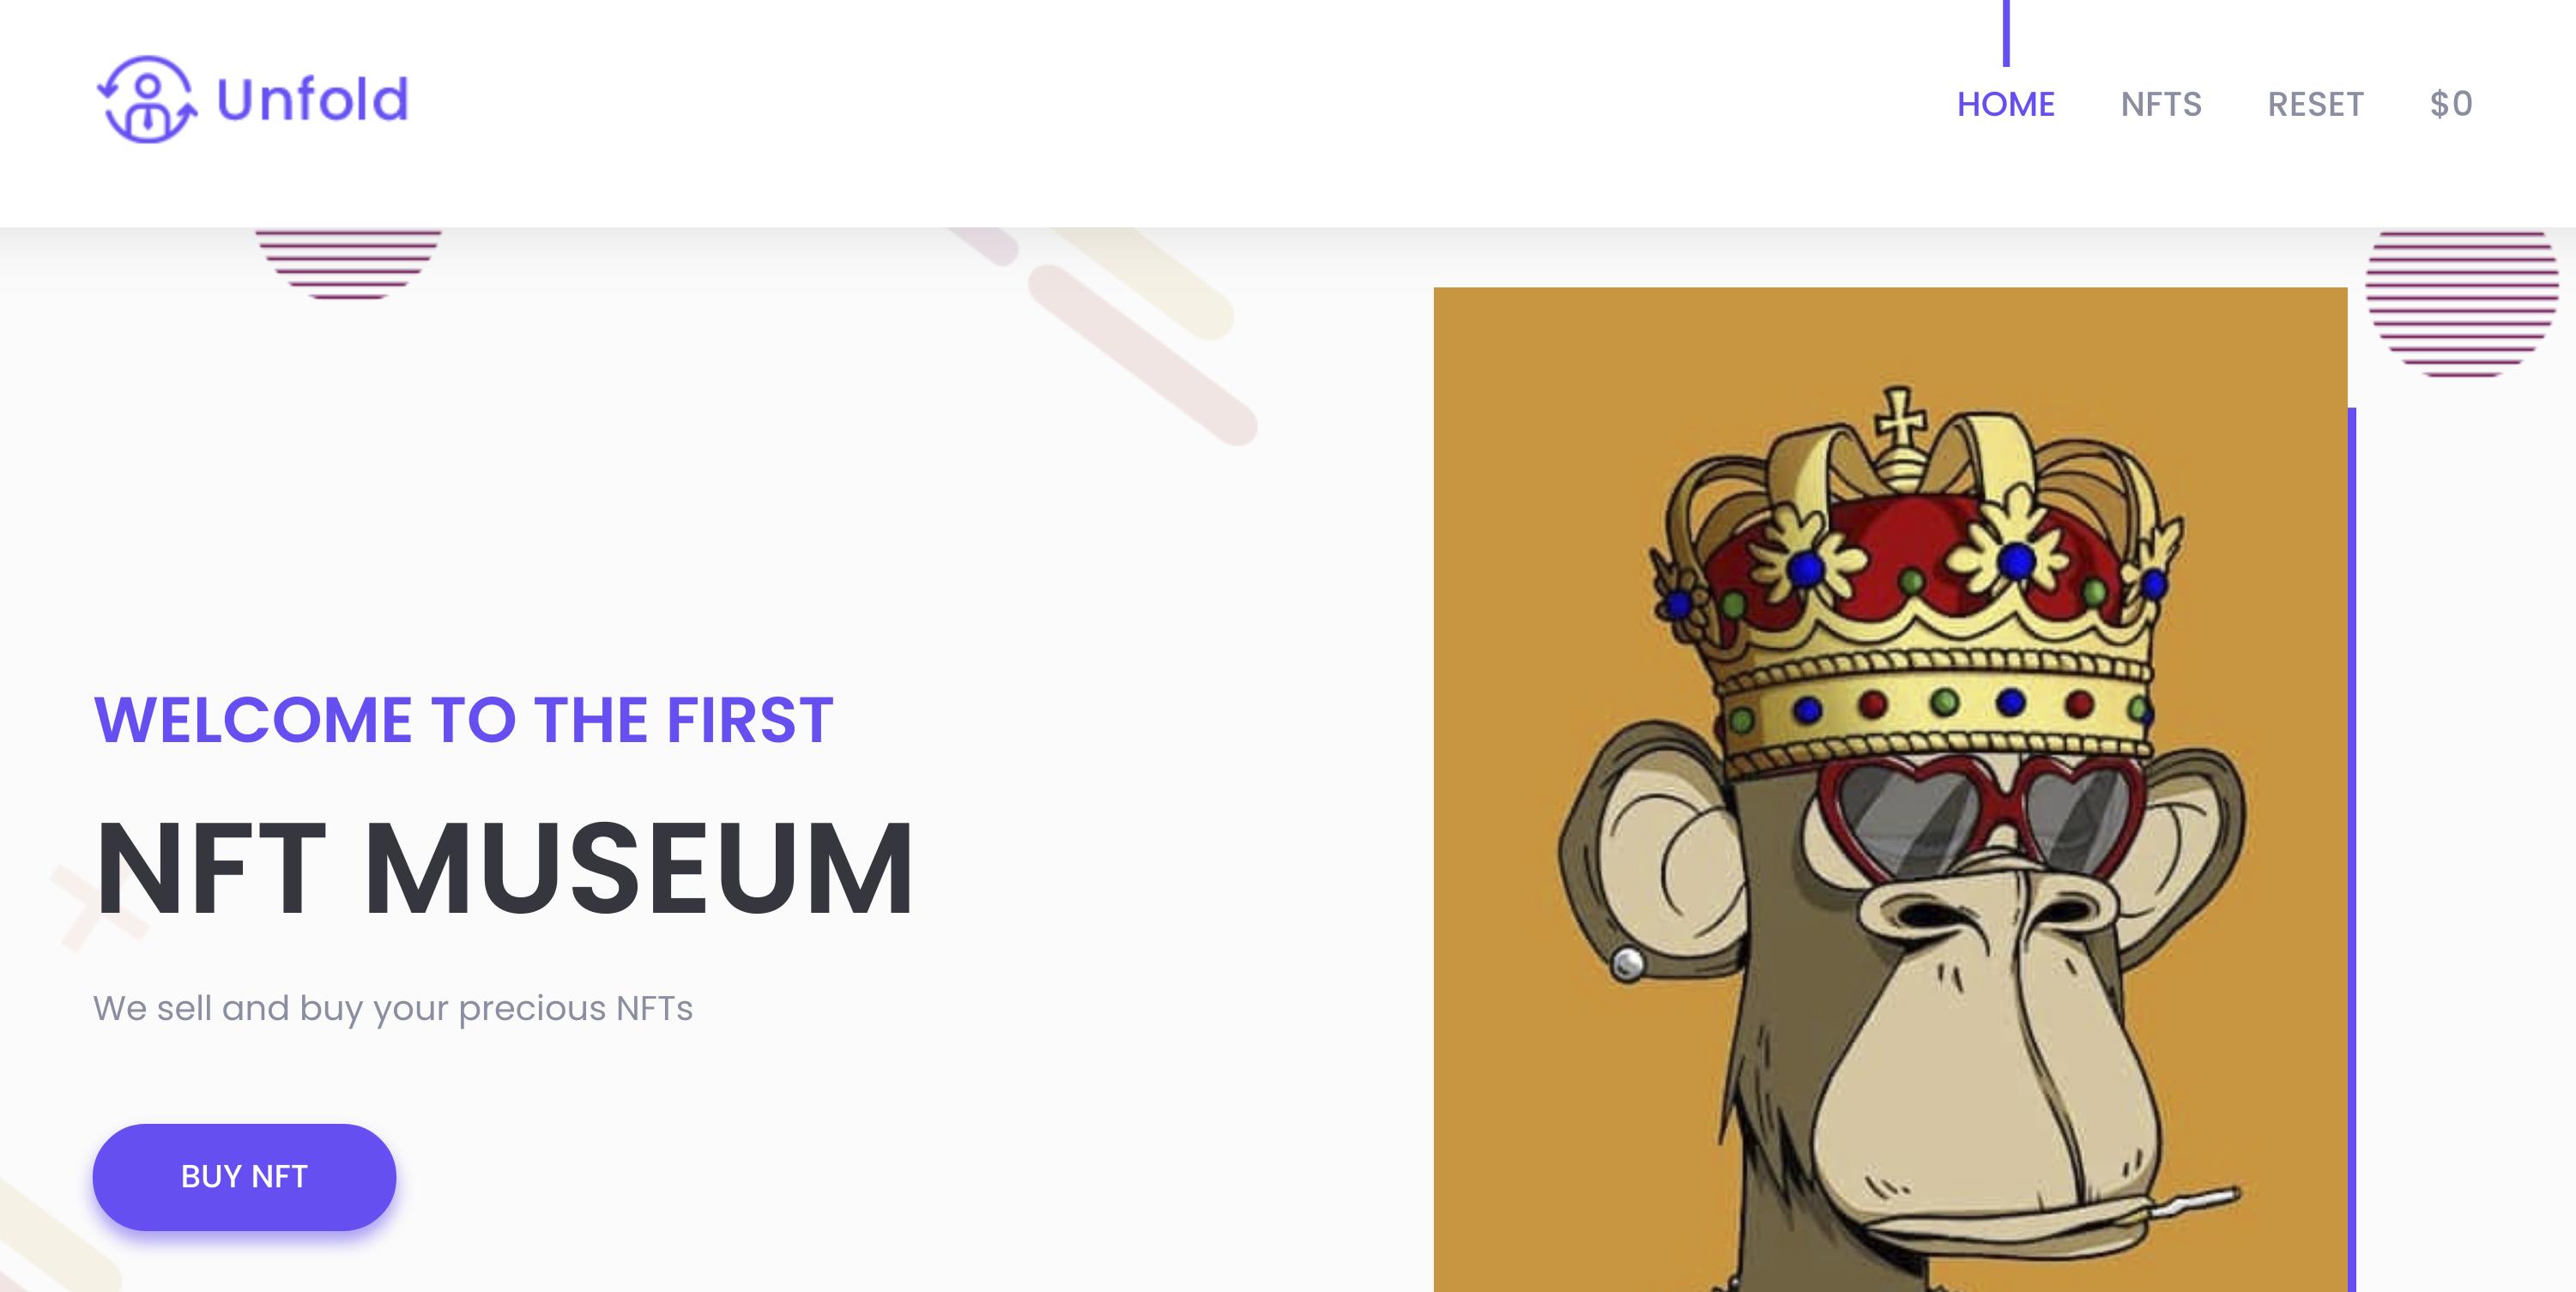 Unfold
HOME NFTS RESET $0
WELCOME TO THE FIRST
NFT MUSEUM
We sell and buy your precious NFTs
BUY NFT